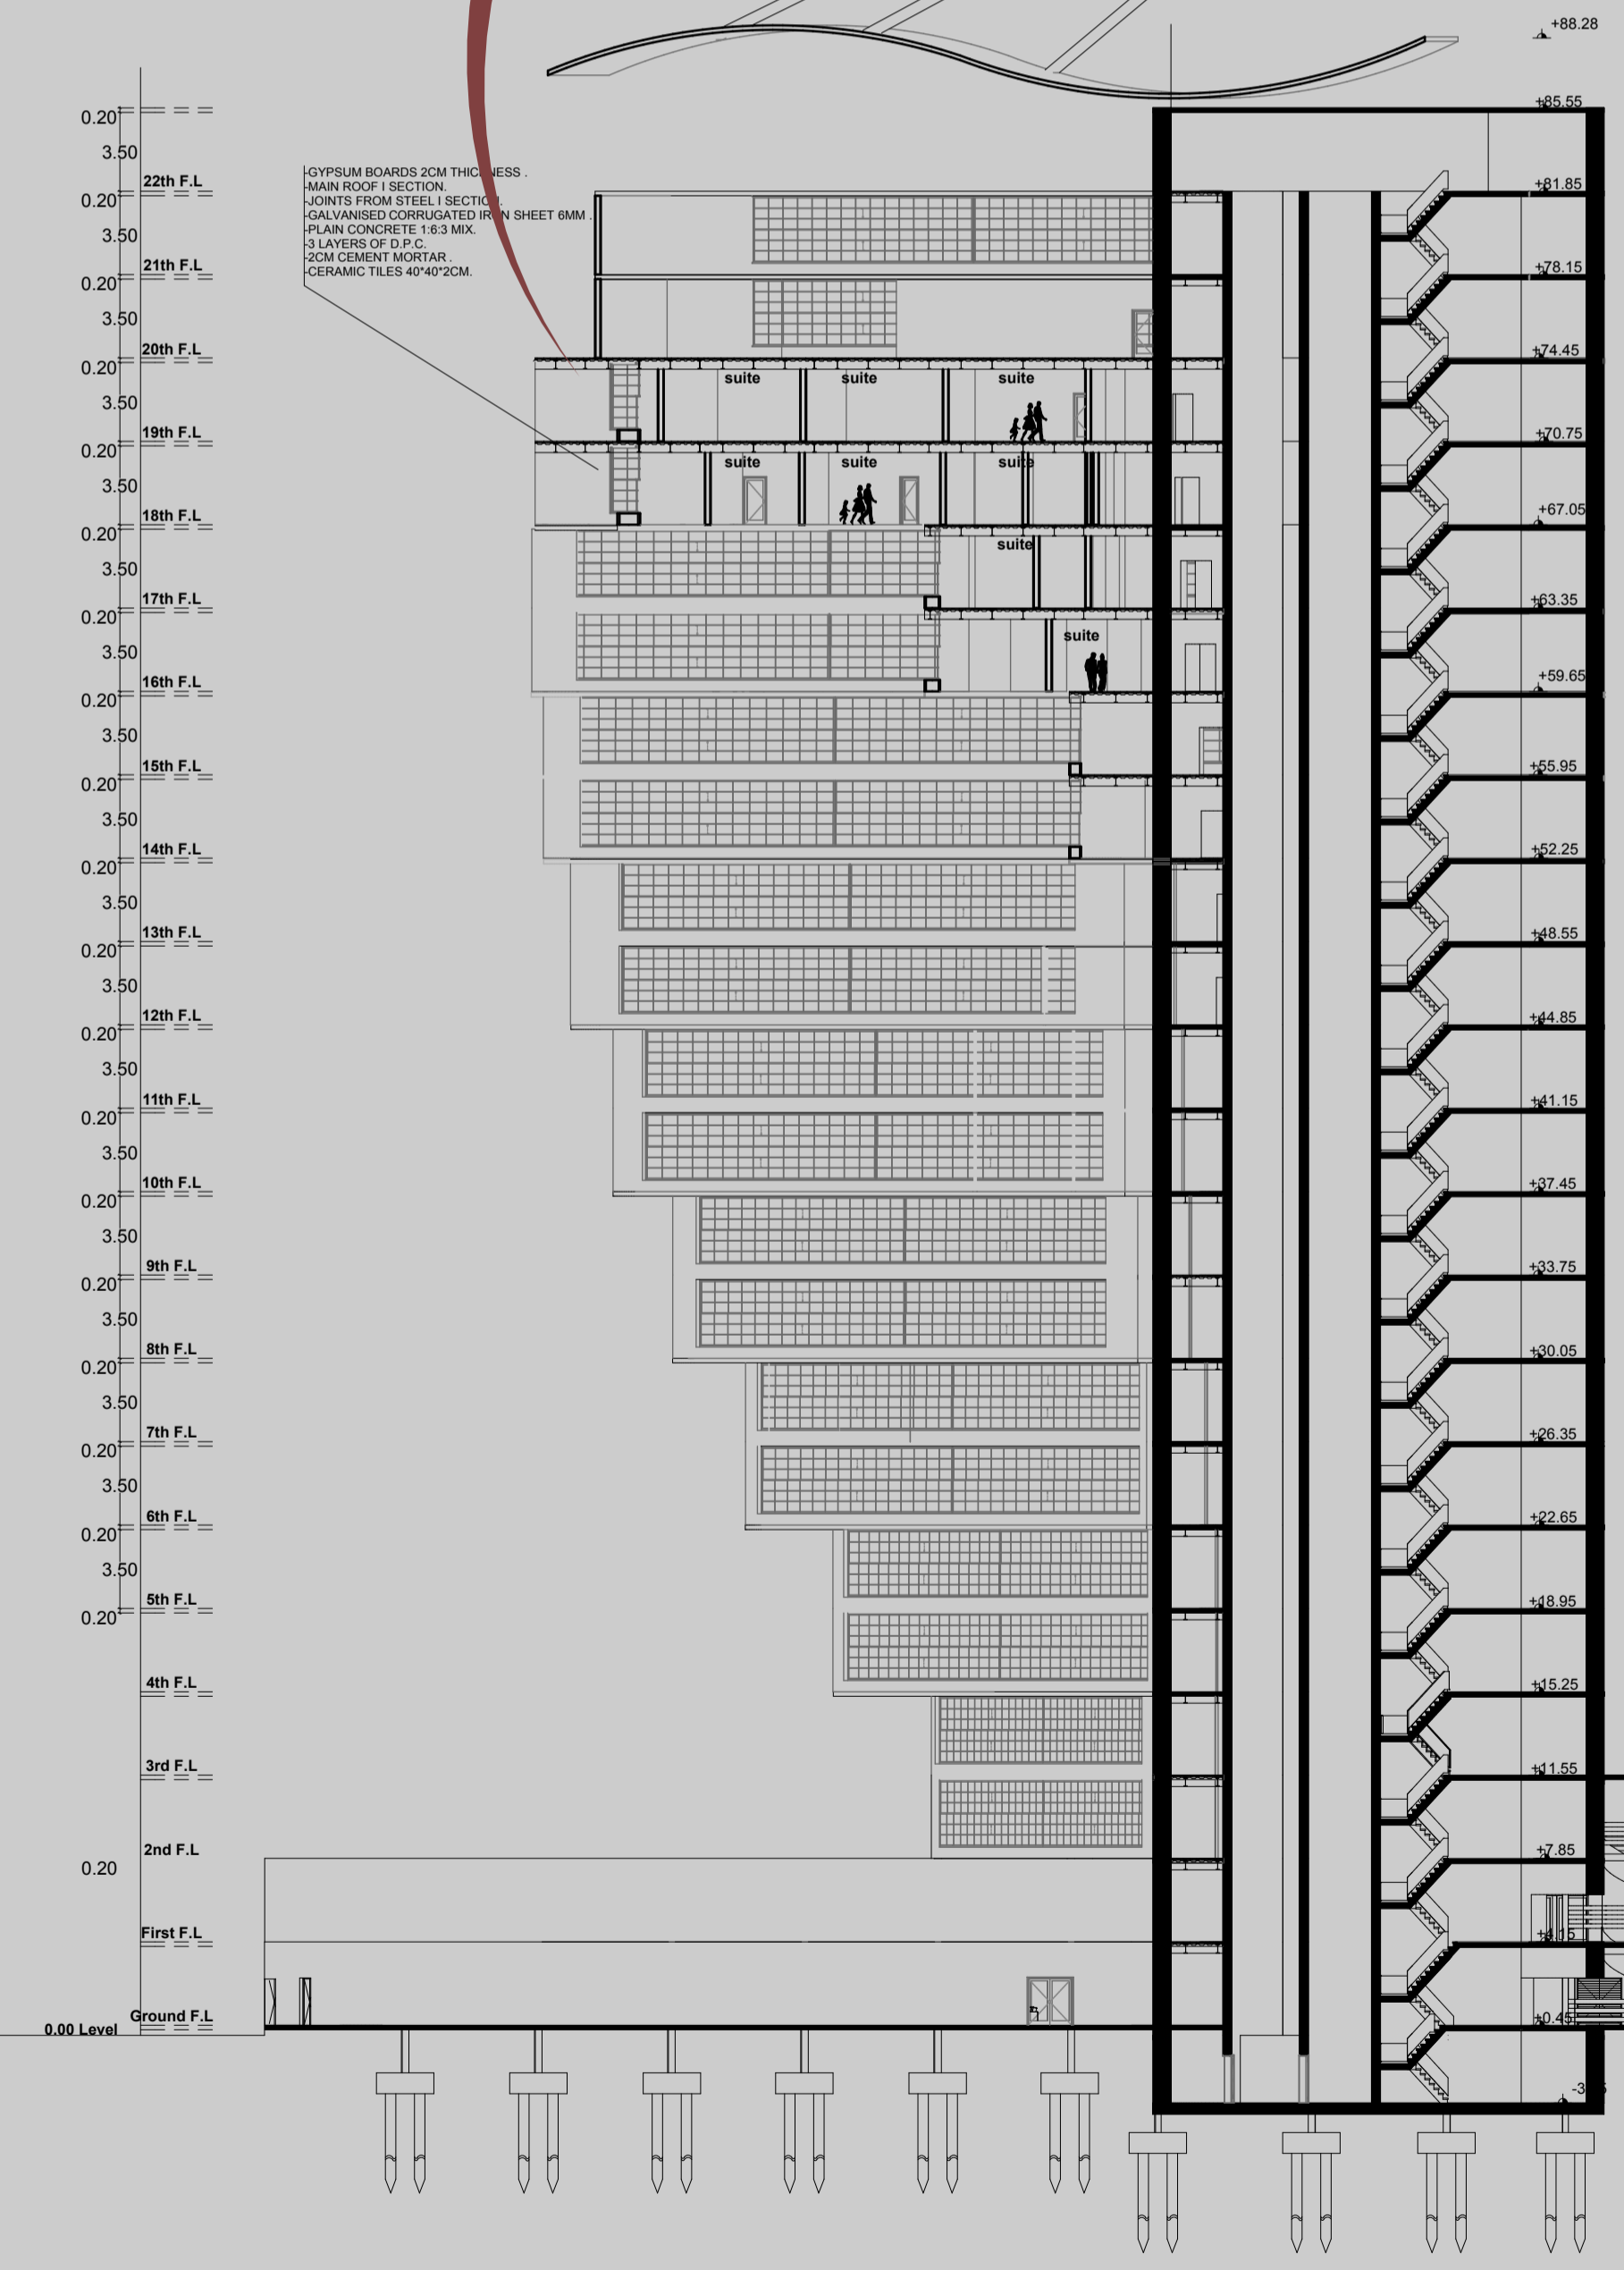 +88.28
+85.55
0.20
3.50
-GYPSUM BOARDS 2CM THICKNESS .
-MAIN ROOF I SECTION.
-JOINTS FROM STEEL I SECTION.
-GALVANISED CORRUGATED IRON SHEET 6MM .
-PLAIN CONCRETE 1:6:3 MIX.
-3 LAYERS OF D.P.C.
-2CM CEMENT MORTAR .
-CERAMIC TILES 40*40*2CM.
22th F.L
+81.85
0.20
3.50
21th F.L
+78.15
0.20
3.50
20th F.L
+74.45
0.20
suite suite suite
3.50
19th F.L
+70.75
0.20
suite suite suite
3.50
18th F.L
+67.05
0.20
suite
3.50
17th F.L
+63.35
0.20
suite
3.50
16th F.L
+59.65
0.20
3.50
15th F.L
+55.95
0.20
3.50
14th F.L
+52.25
0.20
3.50
13th F.L
+48.55
0.20
3.50
12th F.L
+44.85
0.20
3.50
11th F.L
+41.15
0.20
3.50
10th F.L
+37.45
0.20
3.50
9th F.L
+33.75
0.20
3.50
8th F.L
+30.05
0.20
3.50
7th F.L
+26.35
0.20
3.50
6th F.L
+22.65
0.20
3.50
5th F.L
+18.95
0.20
4th F.L
+15.25
3rd F.L
+11.55
2nd F.L
+7.85
0.20
First F.L
+4.15
Ground F.L
+0.45
0.00 Level